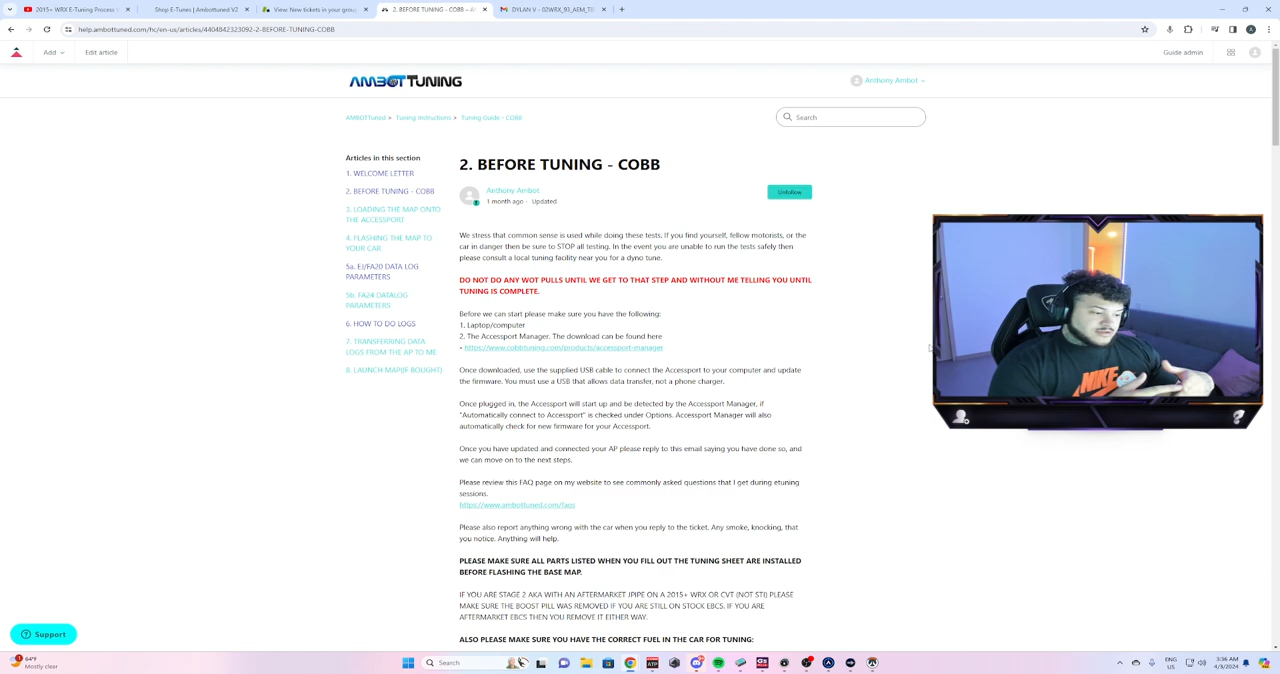 2015+ WRX E-Tuning Process
Shop E-Tunes | Ambottuned V2
View: New tickets in your grou
2. BEFORE TUNING - COBB – A
DYLAN V - 02WRX_93_AEM_TI
help.ambottuned.com/hc/en-us/articles/4404842323092-2-BEFORE-TUNING-COBB
Add
Edit article
Guide admin
AMBOT TUNING
Anthony Ambot
AMBOTTuned > Tuning Instructions > Tuning Guide - COBB
Search
Articles in this section
1. WELCOME LETTER
2. BEFORE TUNING - COBB
3. LOADING THE MAP ONTO
THE ACCESSPORT
4. FLASHING THE MAP TO
YOUR CAR
5a. EJ/FA20 DATA LOG
PARAMETERS
5b. FA24 DATALOG
PARAMETERS
6. HOW TO DO LOGS
7. TRANSFERRING DATA
LOGS FROM THE AP TO ME
8. LAUNCH MAP(IF BOUGHT)
2. BEFORE TUNING - COBB
Anthony Ambot
1 month ago · Updated
Unfollow
We stress that common sense is used while doing these tests. If you find yourself, fellow motorists, or the
car in danger then be sure to STOP all testing. In the event you are unable to run the tests safely then
please consult a local tuning facility near you for a dyno tune.
DO NOT DO ANY WOT PULLS UNTIL WE GET TO THAT STEP AND WITHOUT ME TELLING YOU UNTIL
TUNING IS COMPLETE.
Before we can start please make sure you have the following:
1. Laptop/computer
2. The Accessport Manager. The download can be found here
- https://www.cobbtuning.com/products/accessport-manager
Once downloaded, use the supplied USB cable to connect the Accessport to your computer and update
the firmware. You must use a USB that allows data transfer, not a phone charger.
Once plugged in, the Accessport will start up and be detected by the Accessport Manager, if
"Automatically connect to Accessport" is checked under Options. Accessport Manager will also
automatically check for new firmware for your Accessport.
Once you have updated and connected your AP please reply to this email saying you have done so, and
we can move on to the next steps.
Please review this FAQ page on my website to see commonly asked questions that I get during etuning
sessions.
https://www.ambottuned.com/faqs
Please also report anything wrong with the car when you reply to the ticket. Any smoke, knocking, that
you notice. Anything will help.
PLEASE MAKE SURE ALL PARTS LISTED WHEN YOU FILL OUT THE TUNING SHEET ARE INSTALLED
BEFORE FLASHING THE BASE MAP.
IF YOU ARE STAGE 2 AKA WITH AN AFTERMARKET JPIPE ON A 2015+ WRX OR CVT (NOT STI) PLEASE
MAKE SURE THE BOOST PILL WAS REMOVED IF YOU ARE STILL ON STOCK EBCS. IF YOU ARE
AFTERMARKET EBCS THEN YOU REMOVE IT EITHER WAY.
ALSO PLEASE MAKE SURE YOU HAVE THE CORRECT FUEL IN THE CAR FOR TUNING:
NIKE
Support
64°F
Mostly clear
Search
ATP
ENG
US
3:36 AM
4/3/2024